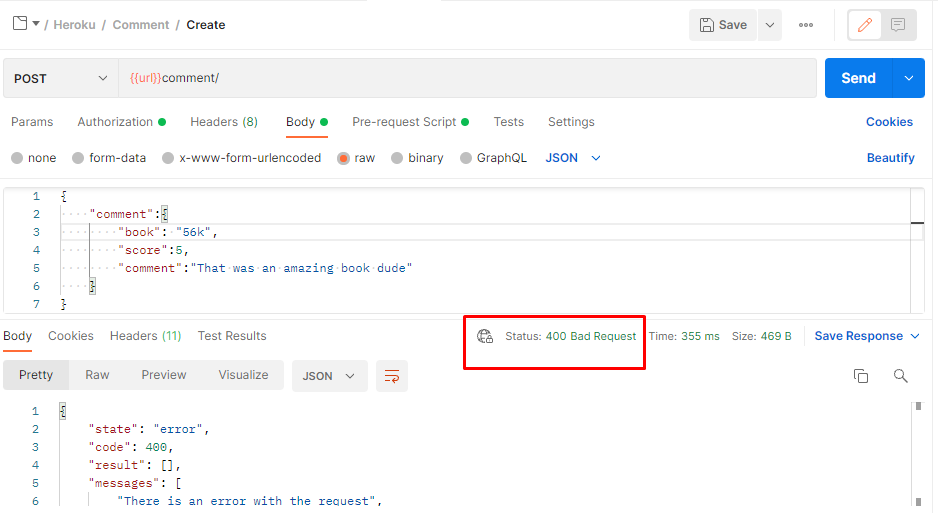 / Heroku / Comment / Create
Save
POST
{{url}}comment/
Send
Params Authorization Headers (8) Body Pre-request Script Tests Settings Cookies
none form-data x-www-form-urlencoded raw binary GraphQL JSON Beautify
1 {
2 "comment":{
3 "book": "56k",
4 "score":5,
5 "comment":"That was an amazing book dude"
6 }
7 }
Body Cookies Headers (11) Test Results Status: 400 Bad Request Time: 355 ms Size: 469 B Save Response
Pretty Raw Preview Visualize JSON
1 {
2 "state": "error",
3 "code": 400,
4 "result": [],
5 "messages": [
6 "There is an error with the request",